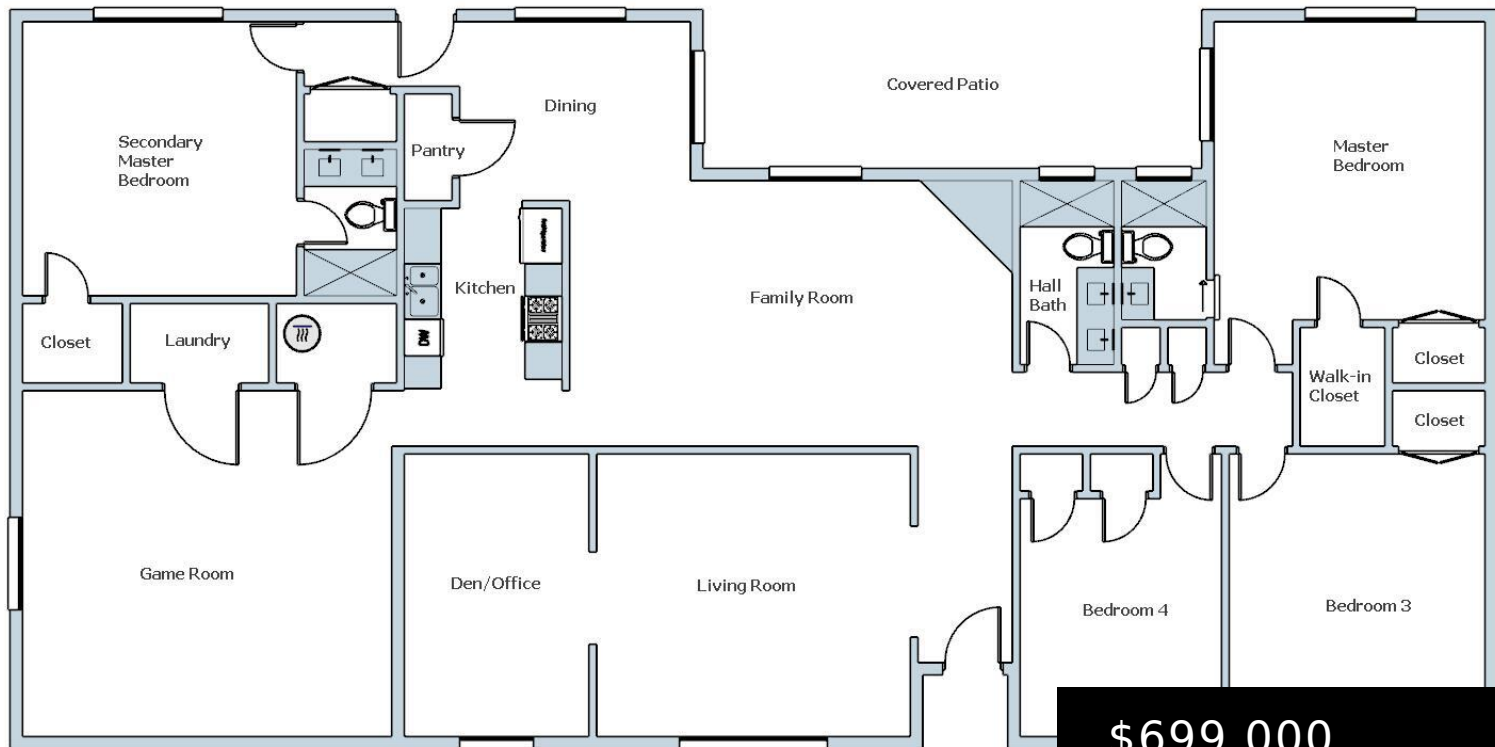 Covered Patio
Dining
Secondary
Master
Bedroom
Pantry
Master
Bedroom
Refrigerator
Kitchen
Family Room
Hall
Bath
DW
Closet
Laundry
Closet
Walk-in
Closet
Closet
Game Room
Den/Office
Living Room
Bedroom 4
Bedroom 3
$699,000